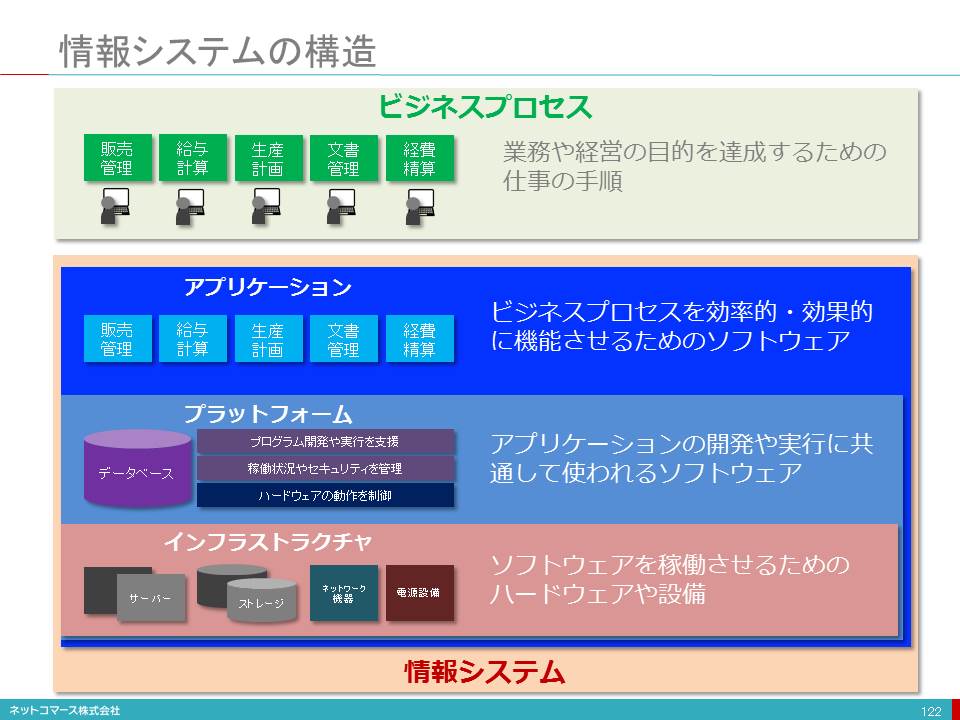 情報システムの構造
ビジネスプロセス
販売
管理
給与
計算
生産
計画
文書
管理
経費
精算
業務や経営の目的を達成するための
仕事の手順
アプリケーション
販売
管理
給与
計算
生産
計画
文書
管理
経費
精算
ビジネスプロセスを効率的・効果的
に機能させるためのソフトウェア
プラットフォーム
データベース
プログラム開発や実行を支援
稼働状況やセキュリティを管理
ハードウェアの動作を制御
アプリケーションの開発や実行に共
通して使われるソフトウェア
インフラストラクチャ
サーバー
ストレージ
ネットワーク
機器
電源設備
ソフトウェアを稼働させるための
ハードウェアや設備
情報システム
ネットコマース株式会社
122